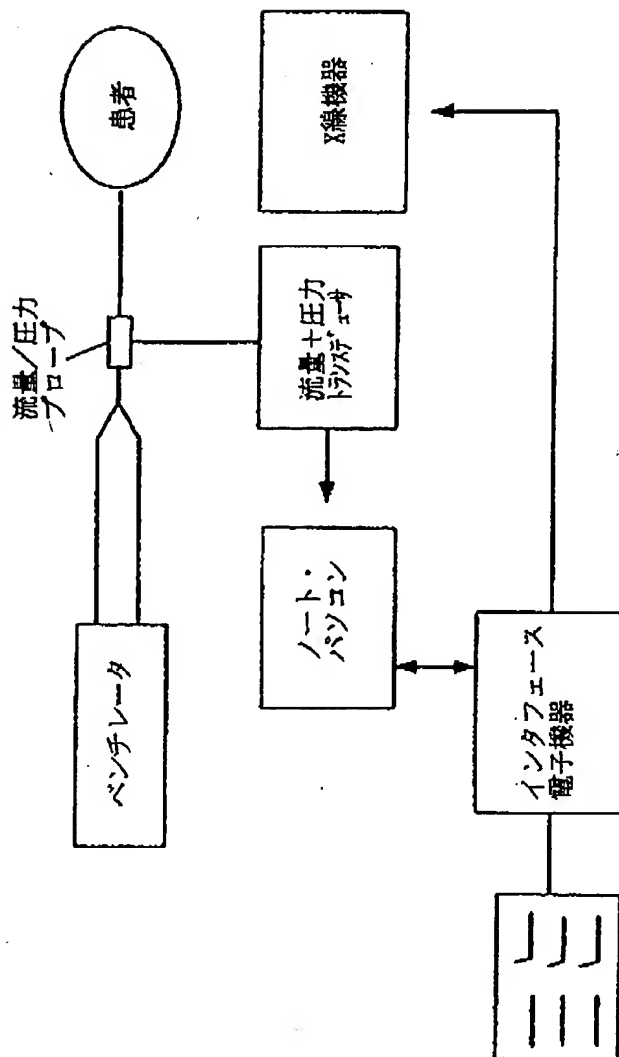 流量/圧力
プローブ
患者
ベンチレータ
流量+圧力
トランスデューサ
X線機器
ノート・
パソコン
インタフェース
電子機器